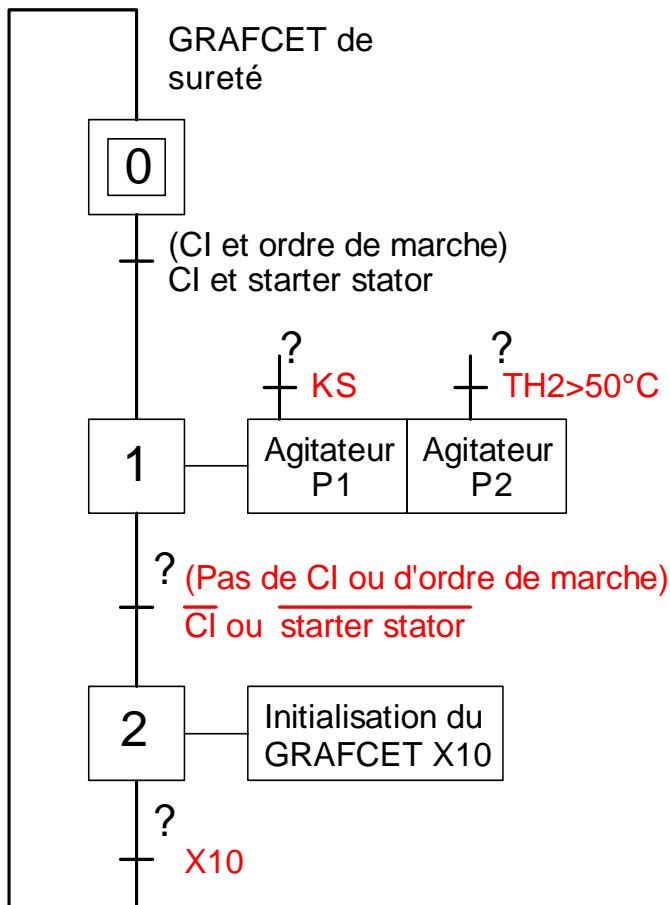 GRAFCET de
sureté
0
(CI et ordre de marche)
CI et starter stator
?
KS
?
TH2>50°C
1
Agitateur
P1
Agitateur
P2
?
(Pas de CI ou d'ordre de marche)
CI ou starter stator
2
Initialisation du
GRAFCET X10
?
X10